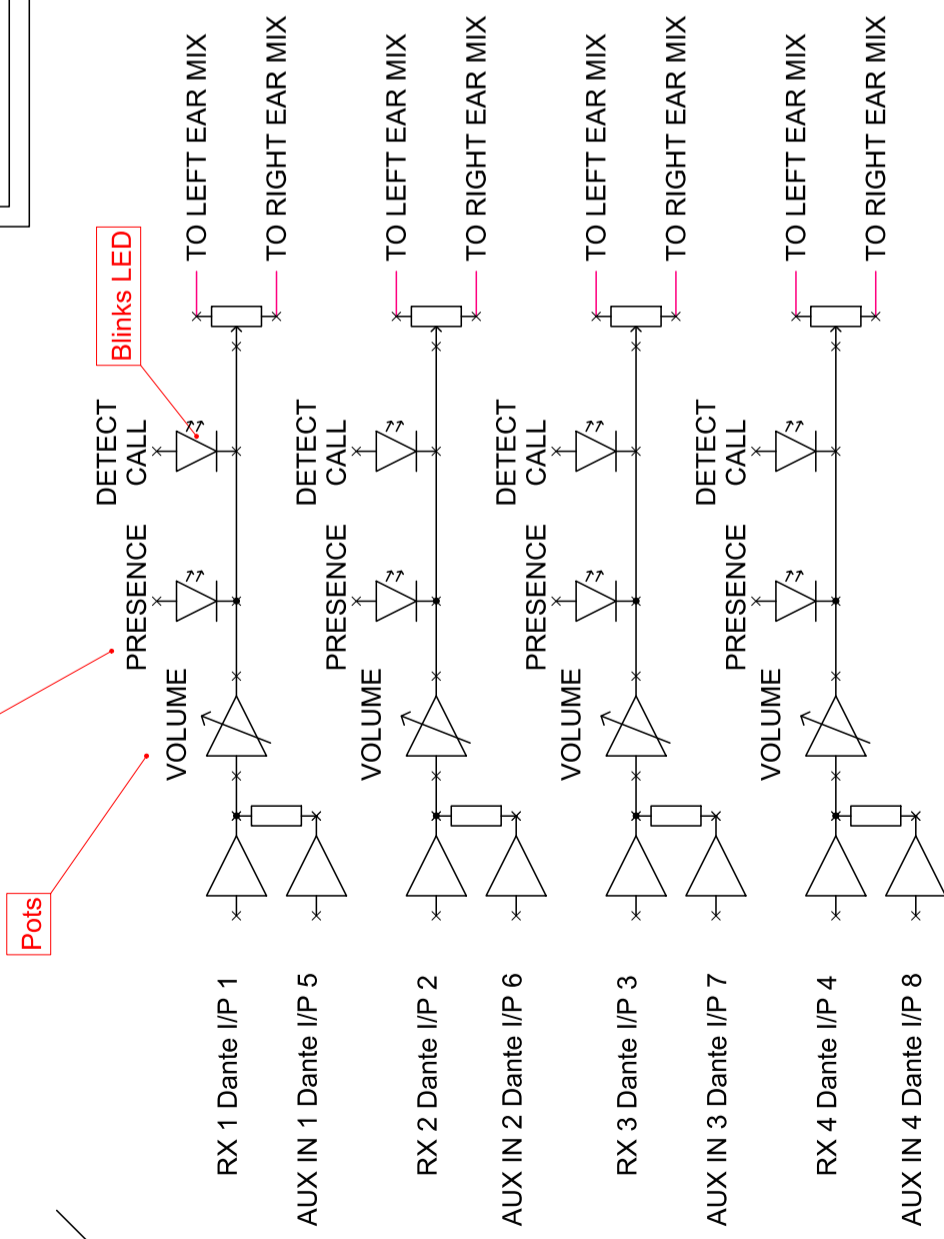 Pots
Blinks LED
RX 1 Dante I/P 1
AUX IN 1 Dante I/P 5
VOLUME
PRESENCE
DETECT
CALL
TO LEFT EAR MIX
TO RIGHT EAR MIX
RX 2 Dante I/P 2
AUX IN 2 Dante I/P 6
VOLUME
PRESENCE
DETECT
CALL
TO LEFT EAR MIX
TO RIGHT EAR MIX
RX 3 Dante I/P 3
AUX IN 3 Dante I/P 7
VOLUME
PRESENCE
DETECT
CALL
TO LEFT EAR MIX
TO RIGHT EAR MIX
RX 4 Dante I/P 4
AUX IN 4 Dante I/P 8
VOLUME
PRESENCE
DETECT
CALL
TO LEFT EAR MIX
TO RIGHT EAR MIX